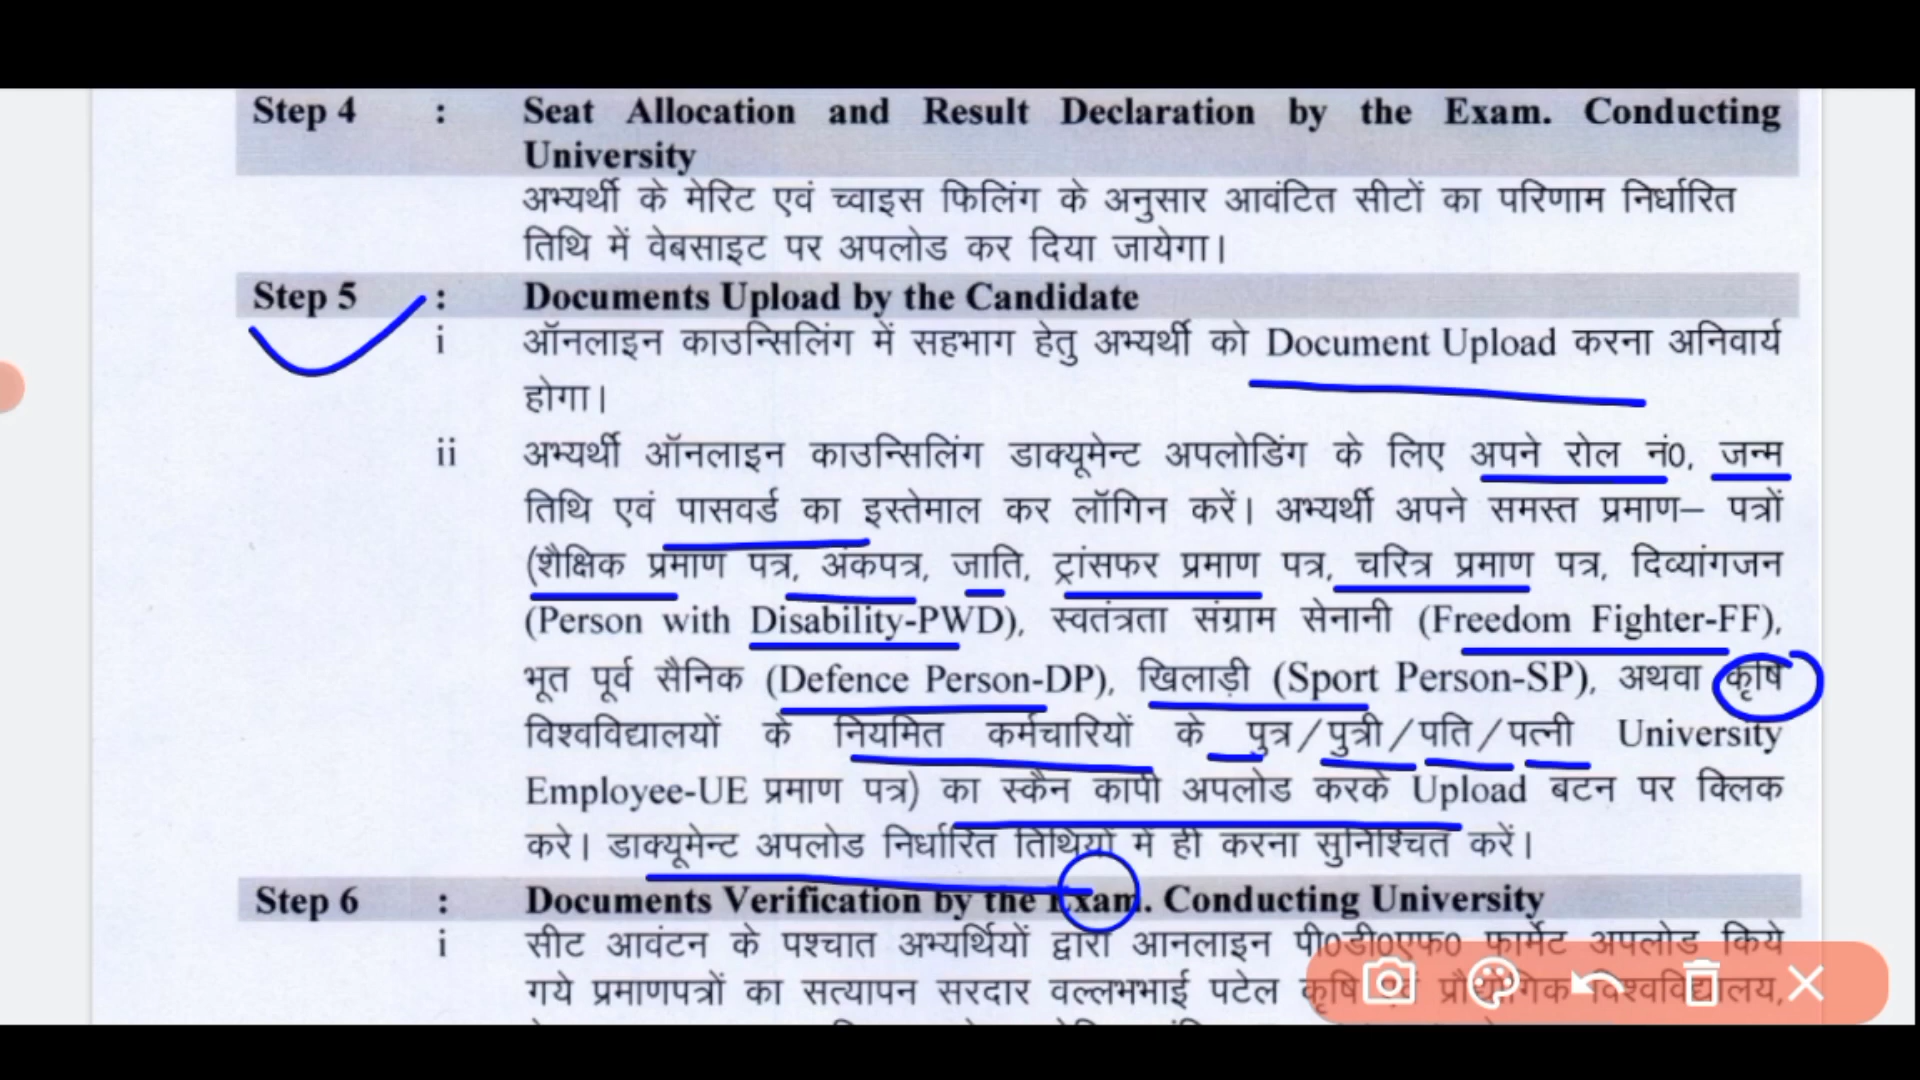 Step 4 : Seat Allocation and Result Declaration by the Exam. Conducting
University
अभ्यर्थी के मेरिट एवं च्वाइस फिलिंग के अनुसार आवंटित सीटों का परिणाम निर्धारित
तिथि में वेबसाइट पर अपलोड कर दिया जायेगा।
Step 5 : Documents Upload by the Candidate
i ऑनलाइन काउन्सिलिंग में सहभाग हेतु अभ्यर्थी को Document Upload करना अनिवार्य
होगा।
ii अभ्यर्थी ऑनलाइन काउन्सिलिंग डाक्यूमेन्ट अपलोडिंग के लिए अपने रोल नं0, जन्म
तिथि एवं पासवर्ड का इस्तेमाल कर लॉगिन करें। अभ्यर्थी अपने समस्त प्रमाण– पत्रों
(शैक्षिक प्रमाण पत्र, अंकपत्र, जाति, ट्रांसफर प्रमाण पत्र, चरित्र प्रमाण पत्र, दिव्यांगजन
(Person with Disability-PWD), स्वतंत्रता संग्राम सेनानी (Freedom Fighter-FF),
भूत पूर्व सैनिक (Defence Person-DP), खिलाड़ी (Sport Person-SP), अथवा कृषि
विश्वविद्यालयों के नियमित कर्मचारियों के पुत्र/पुत्री/पति/पत्नी University
Employee-UE प्रमाण पत्र) का स्कैन कापी अपलोड करके Upload बटन पर क्लिक
करे। डाक्यूमेन्ट अपलोड निर्धारित तिथियों में ही करना सुनिश्चित करें।
Step 6 : Documents Verification by the Exam. Conducting University
i सीट आवंटन के पश्चात अभ्यर्थियों द्वारा आनलाइन पी0डी0एफ0 फार्मेट अपलोड किये
गये प्रमाणपत्रों का सत्यापन सरदार वल्लभभाई पटेल कृषि एवं प्रौद्योगिक विश्वविद्यालय,